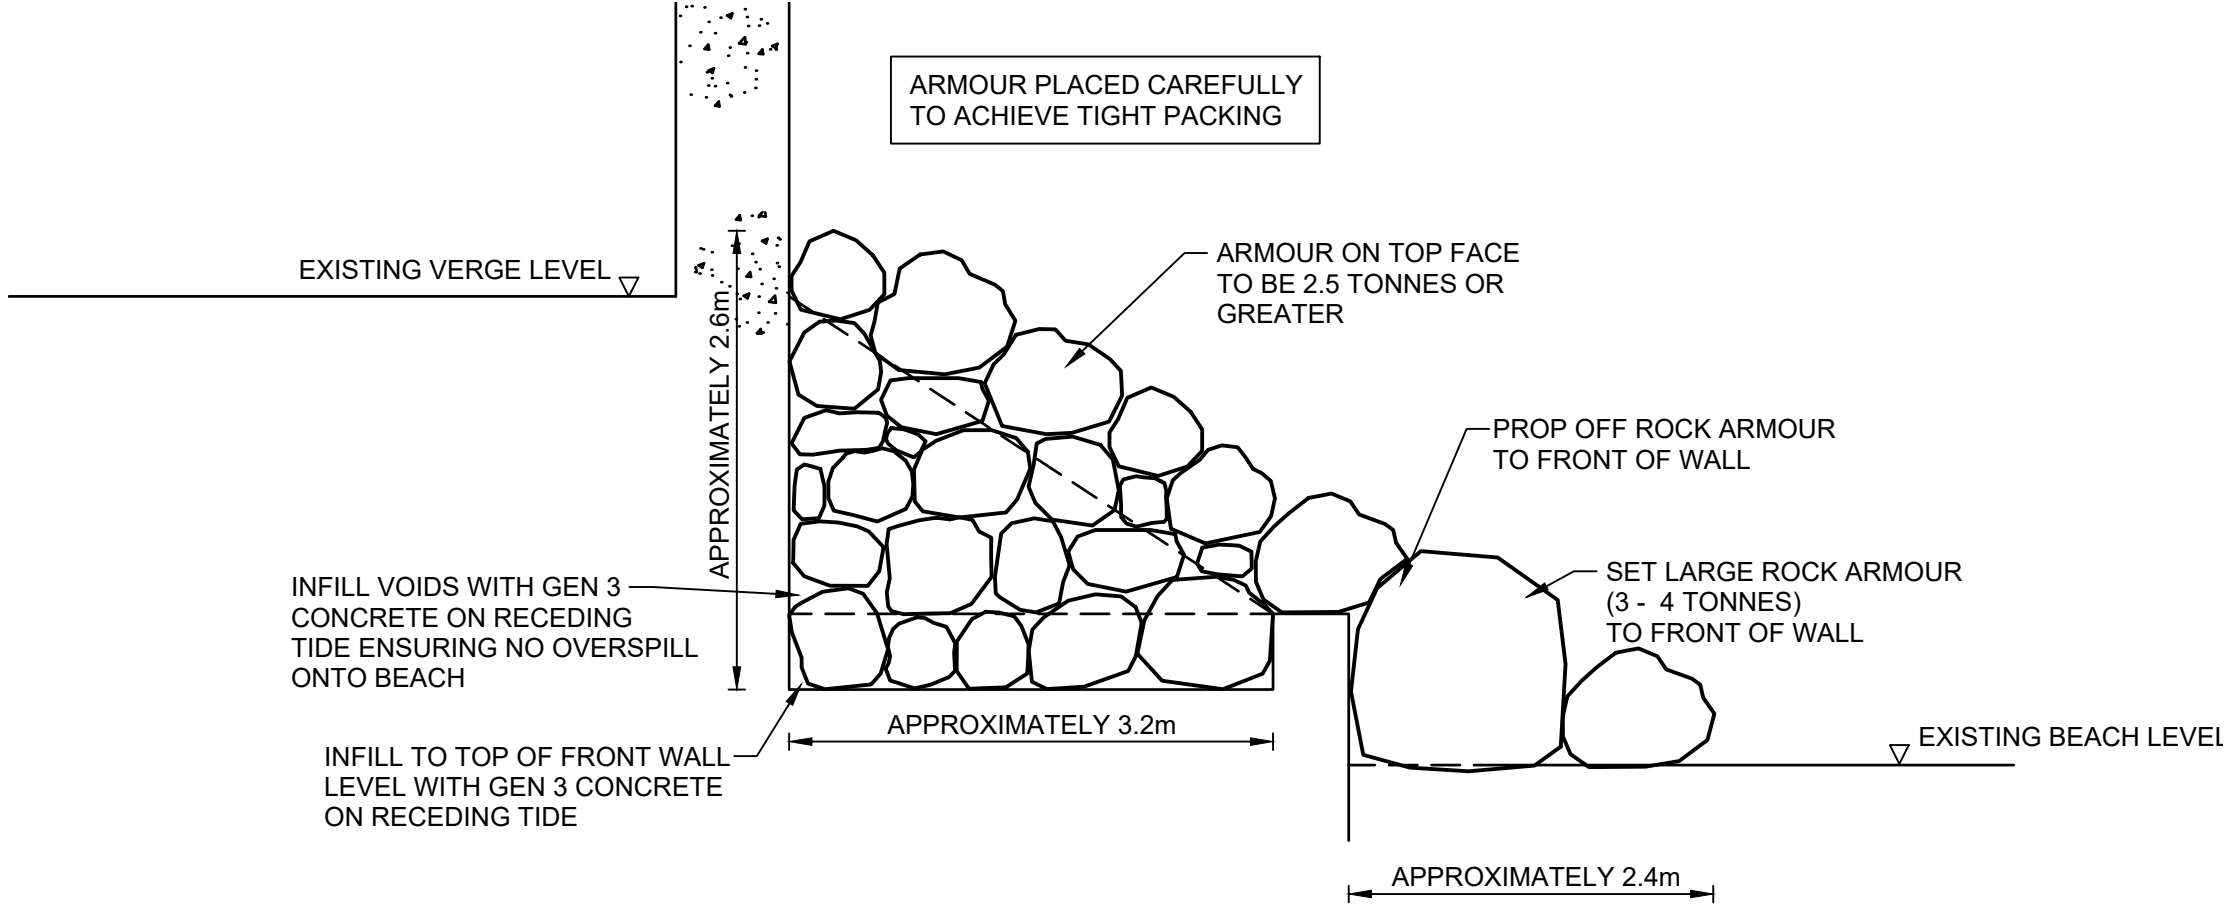 ARMOUR PLACED CAREFULLY
TO ACHIEVE TIGHT PACKING
EXISTING VERGE LEVEL
ARMOUR ON TOP FACE
TO BE 2.5 TONNES OR
GREATER
APPROXIMATELY 2.6m
PROP OFF ROCK ARMOUR
TO FRONT OF WALL
INFILL VOIDS WITH GEN 3
CONCRETE ON RECEDING
TIDE ENSURING NO OVERSPILL
ONTO BEACH
SET LARGE ROCK ARMOUR
(3 - 4 TONNES)
TO FRONT OF WALL
APPROXIMATELY 3.2m
INFILL TO TOP OF FRONT WALL
LEVEL WITH GEN 3 CONCRETE
ON RECEDING TIDE
EXISTING BEACH LEVEL
APPROXIMATELY 2.4m